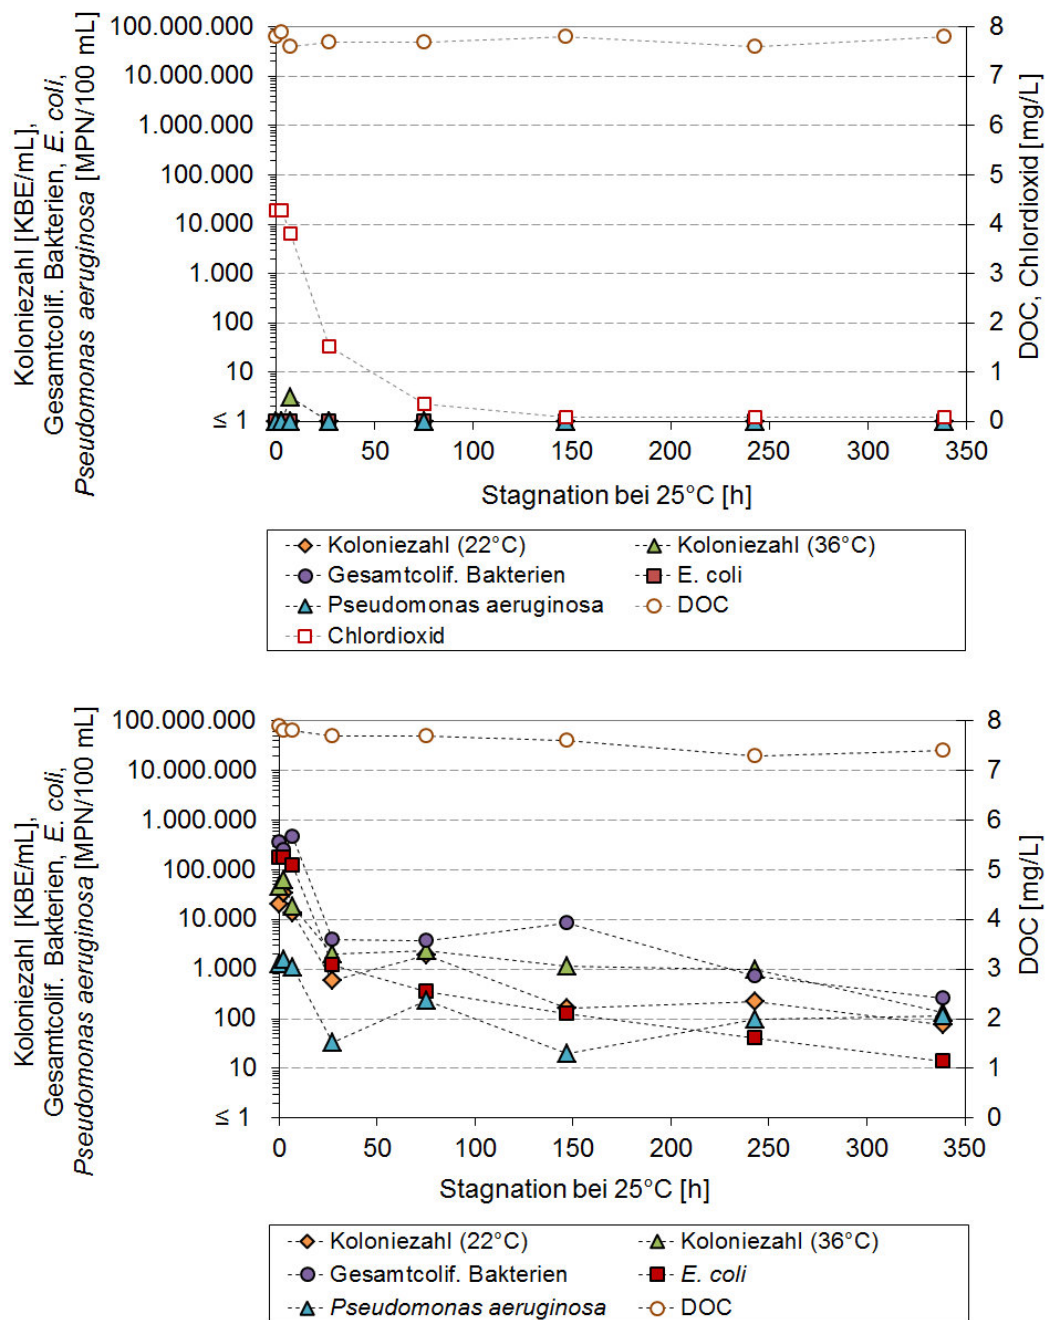 Koloniezahl [KBE/mL],
Gesamtcolif. Bakterien, E. coli,
Pseudomonas aeruginosa [MPN/100 mL]
100.000.000
10.000.000
1.000.000
100.000
10.000
1.000
100
10
≤ 1
8
7
6
5
4
3
2
1
0
DOC, Chlordioxid [mg/L]
0 50 100 150 200 250 300 350
Stagnation bei 25°C [h]
Koloniezahl (22°C) Koloniezahl (36°C)
Gesamtcolif. Bakterien E. coli
Pseudomonas aeruginosa DOC
Chlordioxid
Koloniezahl [KBE/mL],
Gesamtcolif. Bakterien, E. coli,
Pseudomonas aeruginosa [MPN/100 mL]
100.000.000
10.000.000
1.000.000
100.000
10.000
1.000
100
10
≤ 1
8
7
6
5
4
3
2
1
0
DOC [mg/L]
0 50 100 150 200 250 300 350
Stagnation bei 25°C [h]
Koloniezahl (22°C) Koloniezahl (36°C)
Gesamtcolif. Bakterien E. coli
Pseudomonas aeruginosa DOC